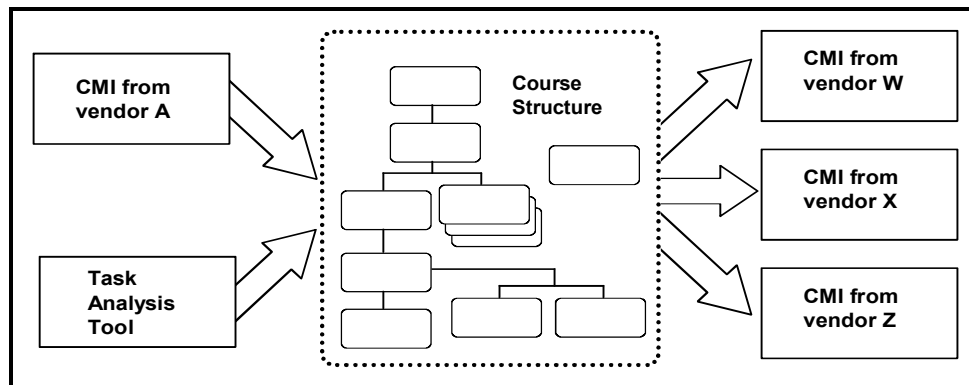 CMI from
vendor A
Task
Analysis
Tool
Course
Structure
CMI from
vendor W
CMI from
vendor X
CMI from
vendor Z